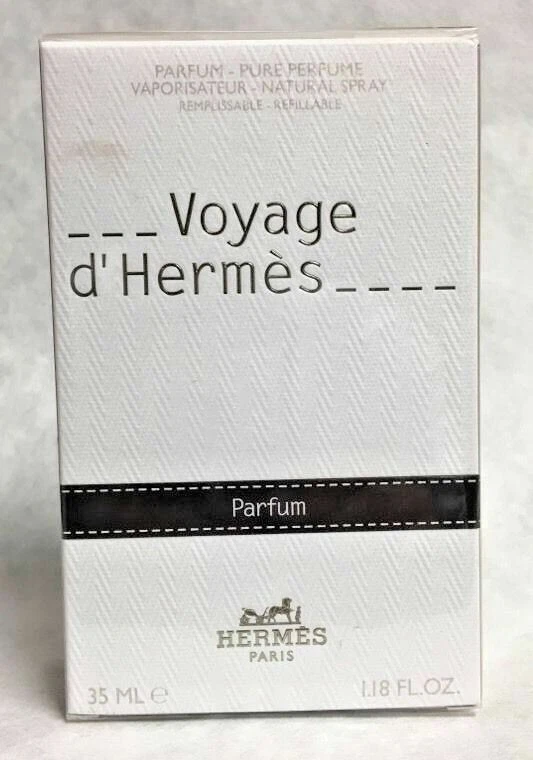 PARFUM - PURE PERFUME
VAPORISATEUR - NATURAL SPRAY
REMPLISSABLE - REFILLABLE
___Voyage
d'Hermès____
Parfum
HERMÈS
PARIS
35 ML ℮ 1.18 FL.OZ.